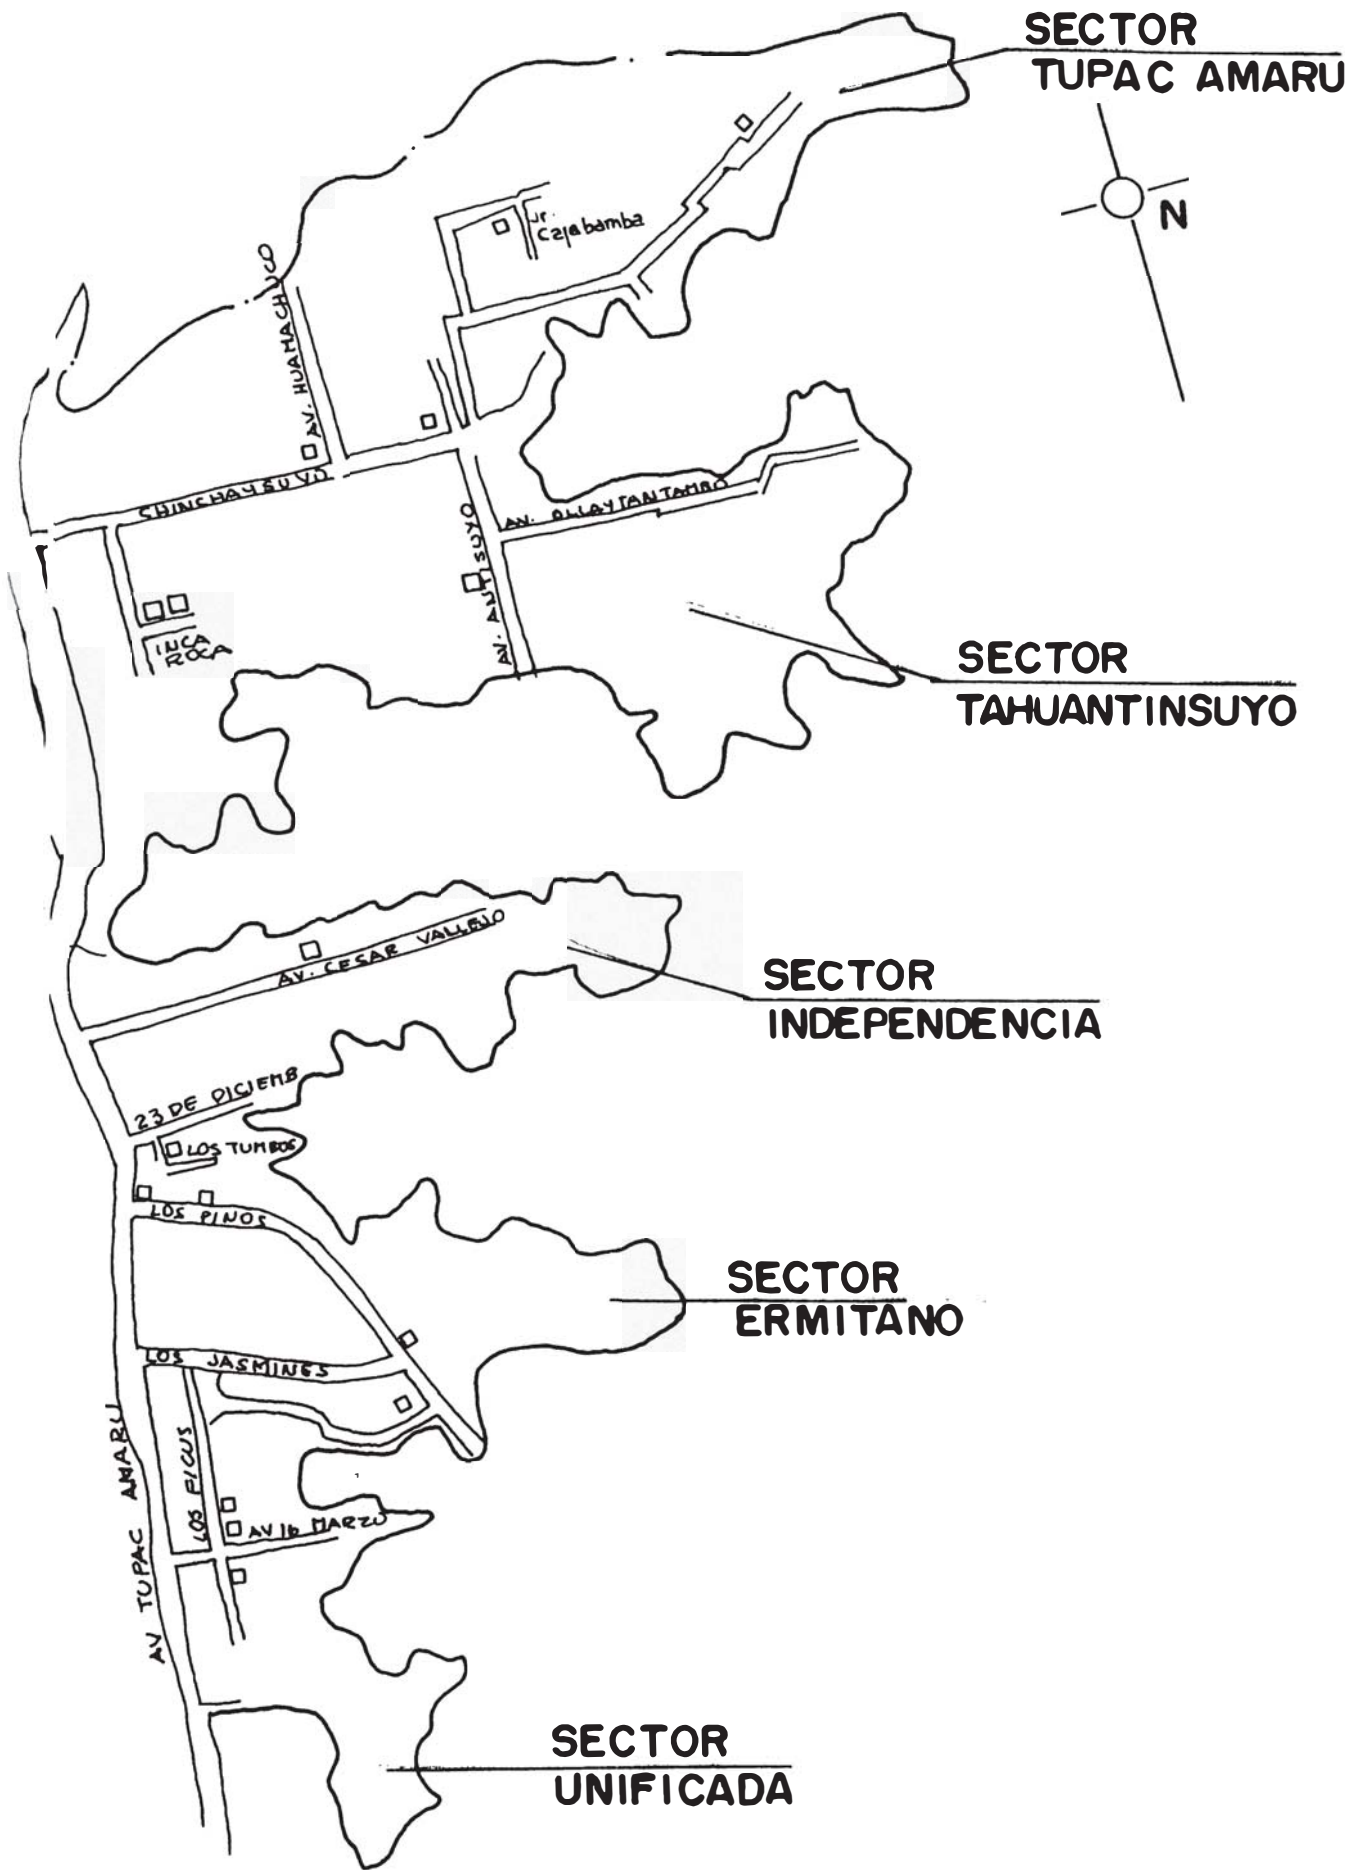 SECTOR
TUPAC AMARU
N
Jr.
Cajabamba
AV. HUAMACHUCO
SHINCHAYSUYO
AV. OLLAYTANTAMBO
AV. ANTISUYO
INCA
ROCA
SECTOR
TAHUANTINSUYO
AV. CESAR VALLEJO
SECTOR
INDEPENDENCIA
23 DE DICIEMB
LOS TUMBOS
LOS PINOS
SECTOR
ERMITANO
LOS JASMINES
LOS FICUS
AV 16 MARZO
AV TUPAC AMARU
SECTOR
UNIFICADA